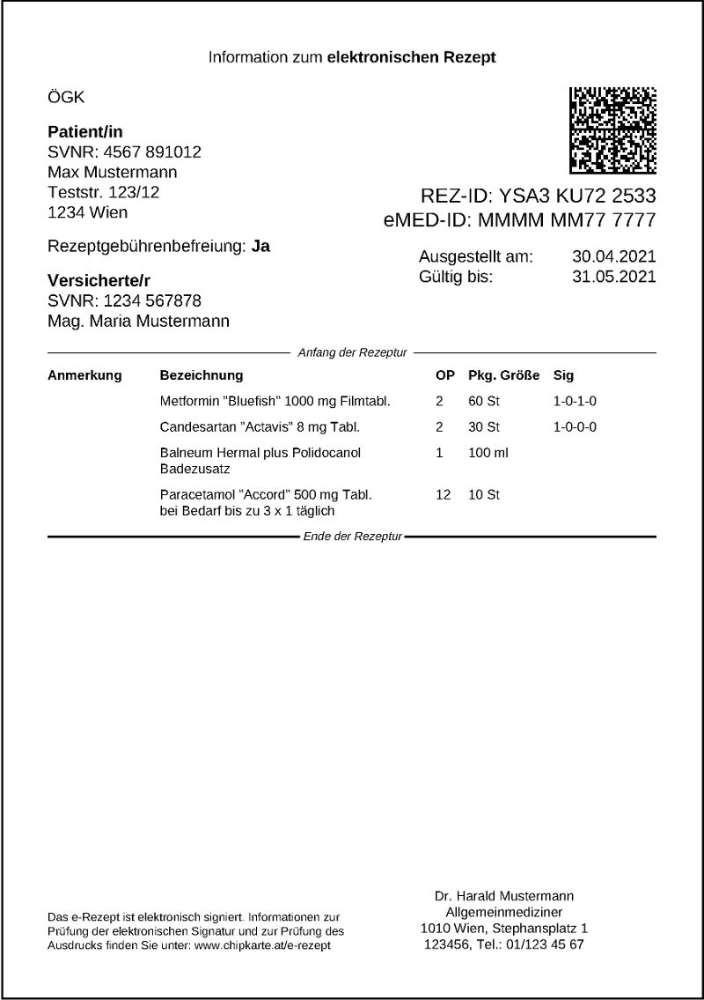 Information zum elektronischen Rezept
ÖGK
Patient/in
SVNR: 4567 891012
Max Mustermann
Teststr. 123/12
1234 Wien
Rezeptgebührenbefreiung: Ja
Versicherte/r
SVNR: 1234 567878
Mag. Maria Mustermann
REZ-ID: YSA3 KU72 2533
eMED-ID: MMMM MM77 7777
Ausgestellt am: 30.04.2021
Gültig bis: 31.05.2021
Anfang der Rezeptur
Anmerkung Bezeichnung OP Pkg. Größe Sig
Metformin "Bluefish" 1000 mg Filmtabl. 2 60 St 1-0-1-0
Candesartan "Actavis" 8 mg Tabl. 2 30 St 1-0-0-0
Balneum Hermal plus Polidocanol 1 100 ml
Badezusatz
Paracetamol "Accord" 500 mg Tabl. 12 10 St
bei Bedarf bis zu 3 x 1 täglich
Ende der Rezeptur
Das e-Rezept ist elektronisch signiert. Informationen zur
Prüfung der elektronischen Signatur und zur Prüfung des
Ausdrucks finden Sie unter: www.chipkarte.at/e-rezept
Dr. Harald Mustermann
Allgemeinmediziner
1010 Wien, Stephansplatz 1
123456, Tel.: 01/123 45 67